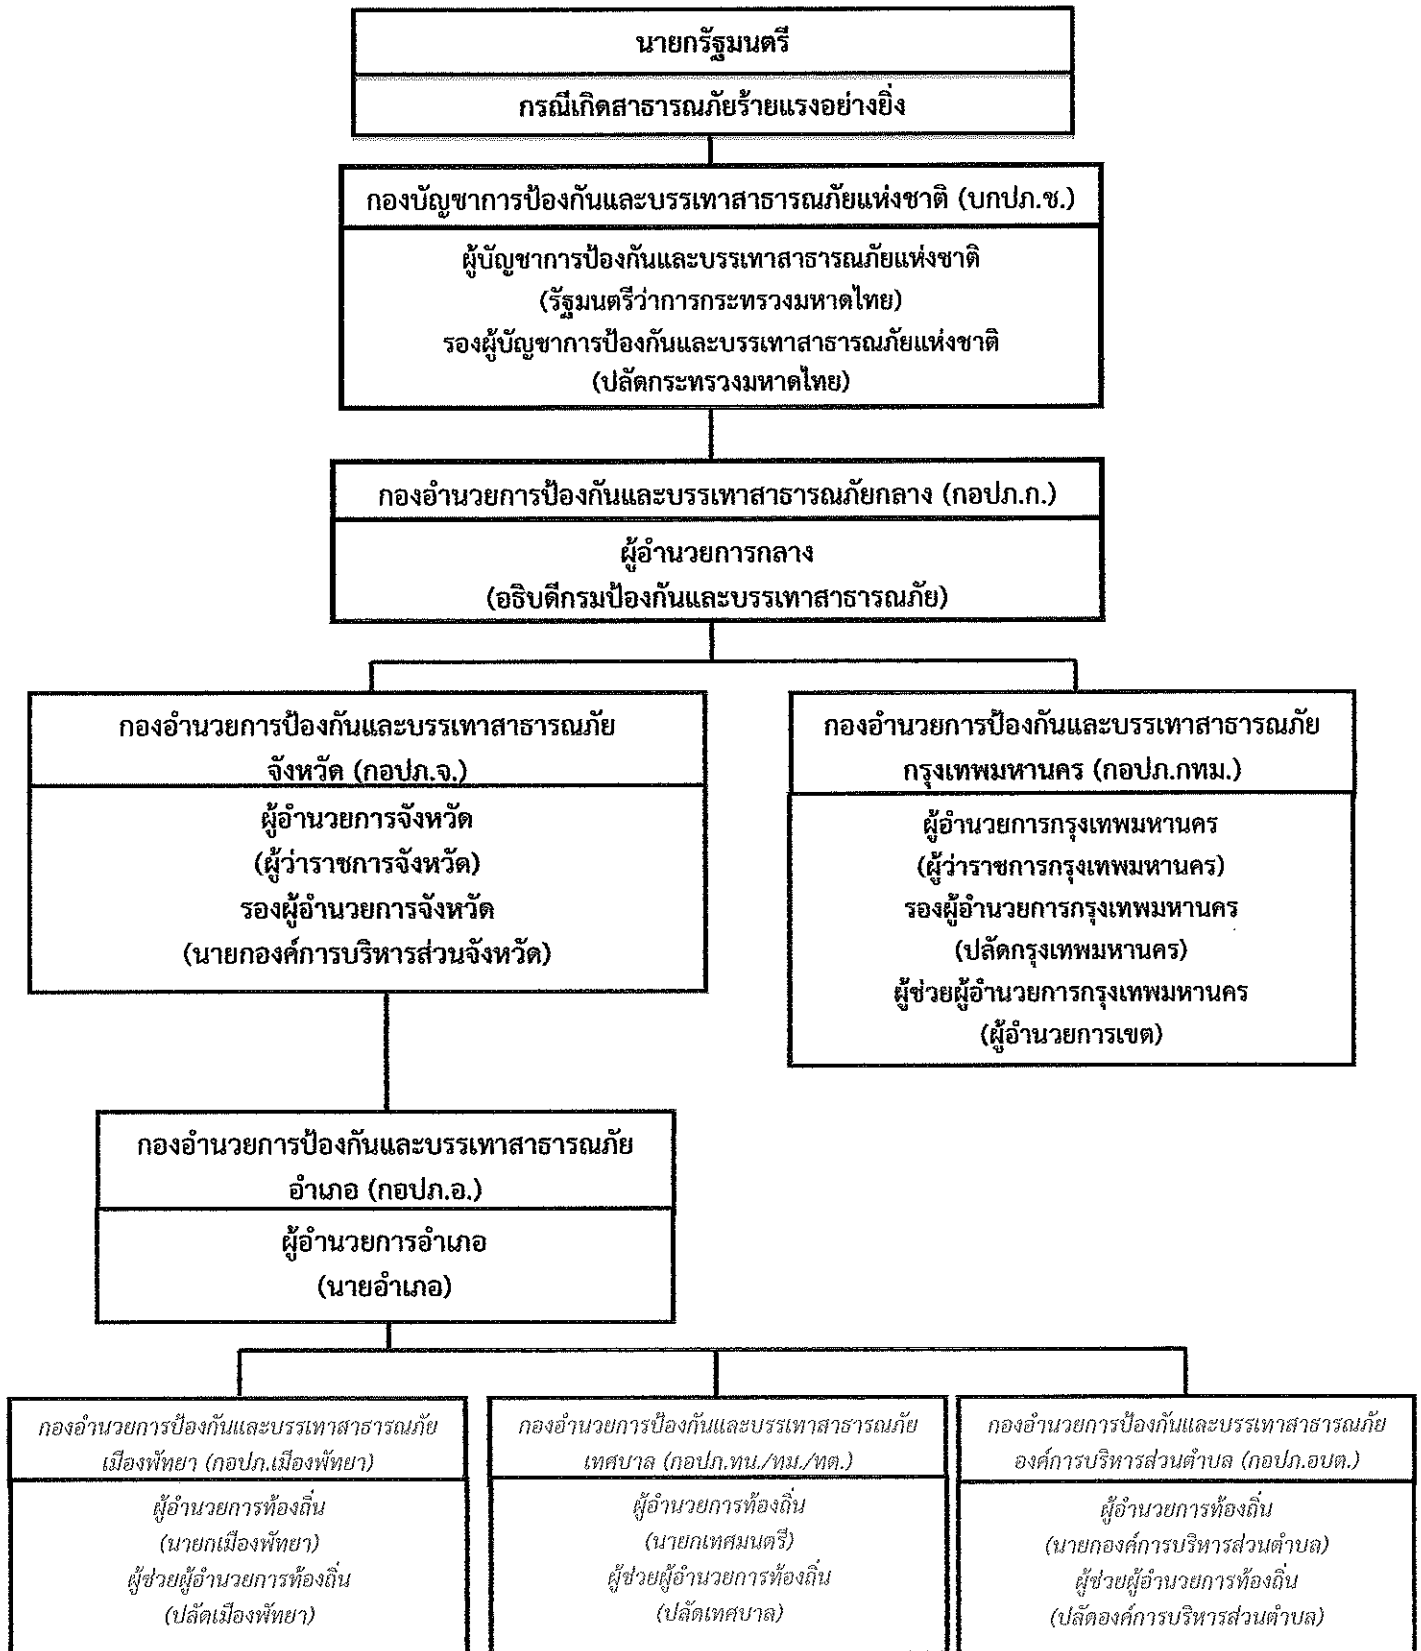 นายกรัฐมนตรี
กรณีเกิดสาธารณภัยร้ายแรงอย่างยิ่ง
กองบัญชาการป้องกันและบรรเทาสาธารณภัยแห่งชาติ (บกปภ.ช.)
ผู้บัญชาการป้องกันและบรรเทาสาธารณภัยแห่งชาติ
(รัฐมนตรีว่าการกระทรวงมหาดไทย)
รองผู้บัญชาการป้องกันและบรรเทาสาธารณภัยแห่งชาติ
(ปลัดกระทรวงมหาดไทย)
กองอำนวยการป้องกันและบรรเทาสาธารณภัยกลาง (กอปภ.ก.)
ผู้อำนวยการกลาง
(อธิบดีกรมป้องกันและบรรเทาสาธารณภัย)
กองอำนวยการป้องกันและบรรเทาสาธารณภัย
จังหวัด (กอปภ.จ.)
ผู้อำนวยการจังหวัด
(ผู้ว่าราชการจังหวัด)
รองผู้อำนวยการจังหวัด
(นายกองค์การบริหารส่วนจังหวัด)
กองอำนวยการป้องกันและบรรเทาสาธารณภัย
กรุงเทพมหานคร (กอปภ.กทม.)
ผู้อำนวยการกรุงเทพมหานคร
(ผู้ว่าราชการกรุงเทพมหานคร)
รองผู้อำนวยการกรุงเทพมหานคร
(ปลัดกรุงเทพมหานคร)
ผู้ช่วยผู้อำนวยการกรุงเทพมหานคร
(ผู้อำนวยการเขต)
กองอำนวยการป้องกันและบรรเทาสาธารณภัย
อำเภอ (กอปภ.อ.)
ผู้อำนวยการอำเภอ
(นายอำเภอ)
กองอำนวยการป้องกันและบรรเทาสาธารณภัย
เมืองพัทยา (กอปภ.เมืองพัทยา)
ผู้อำนวยการท้องถิ่น
(นายกเมืองพัทยา)
ผู้ช่วยผู้อำนวยการท้องถิ่น
(ปลัดเมืองพัทยา)
กองอำนวยการป้องกันและบรรเทาสาธารณภัย
เทศบาล (กอปภ.ทน./ทม./ทต.)
ผู้อำนวยการท้องถิ่น
(นายกเทศมนตรี)
ผู้ช่วยผู้อำนวยการท้องถิ่น
(ปลัดเทศบาล)
กองอำนวยการป้องกันและบรรเทาสาธารณภัย
องค์การบริหารส่วนตำบล (กอปภ.อบต.)
ผู้อำนวยการท้องถิ่น
(นายกองค์การบริหารส่วนตำบล)
ผู้ช่วยผู้อำนวยการท้องถิ่น
(ปลัดองค์การบริหารส่วนตำบล)